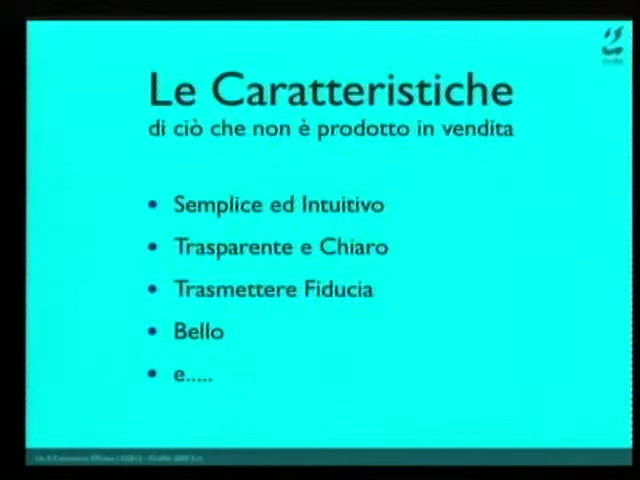 Le Caratteristiche
di ciò che non è prodotto in vendita
• Semplice ed Intuitivo
• Trasparente e Chiaro
• Trasmettere Fiducia
• Bello
• e.....